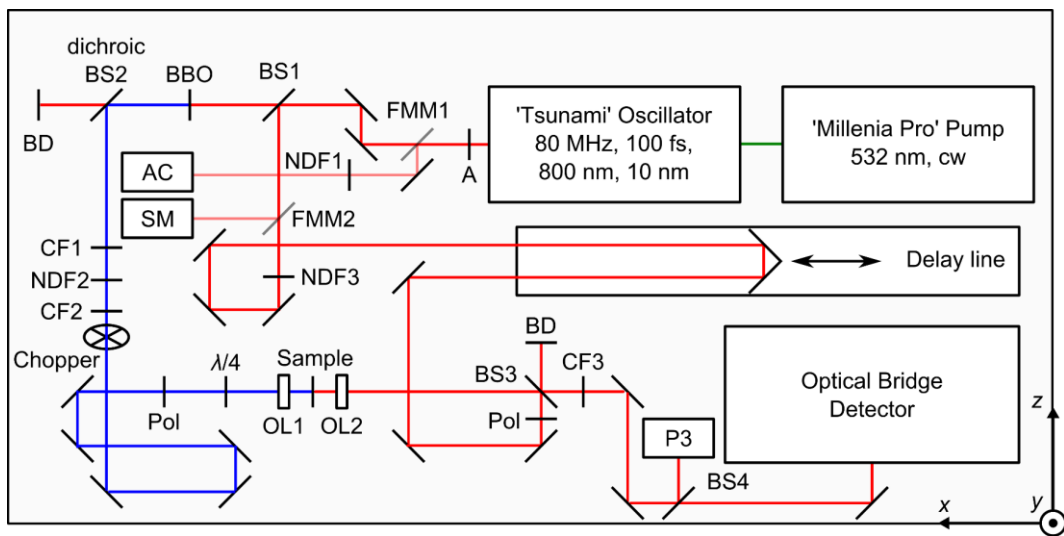 dichroic
BS2
BBO
BS1
FMM1
'Tsunami' Oscillator
80 MHz, 100 fs,
800 nm, 10 nm
'Millenia Pro' Pump
532 nm, cw
BD
AC
NDF1
A
SM
FMM2
CF1
NDF2
CF2
NDF3
Delay line
Chopper
BD
λ/4
Sample
BS3
CF3
Optical Bridge
Detector
Pol
OL1
OL2
Pol
P3
BS4
z
x
y